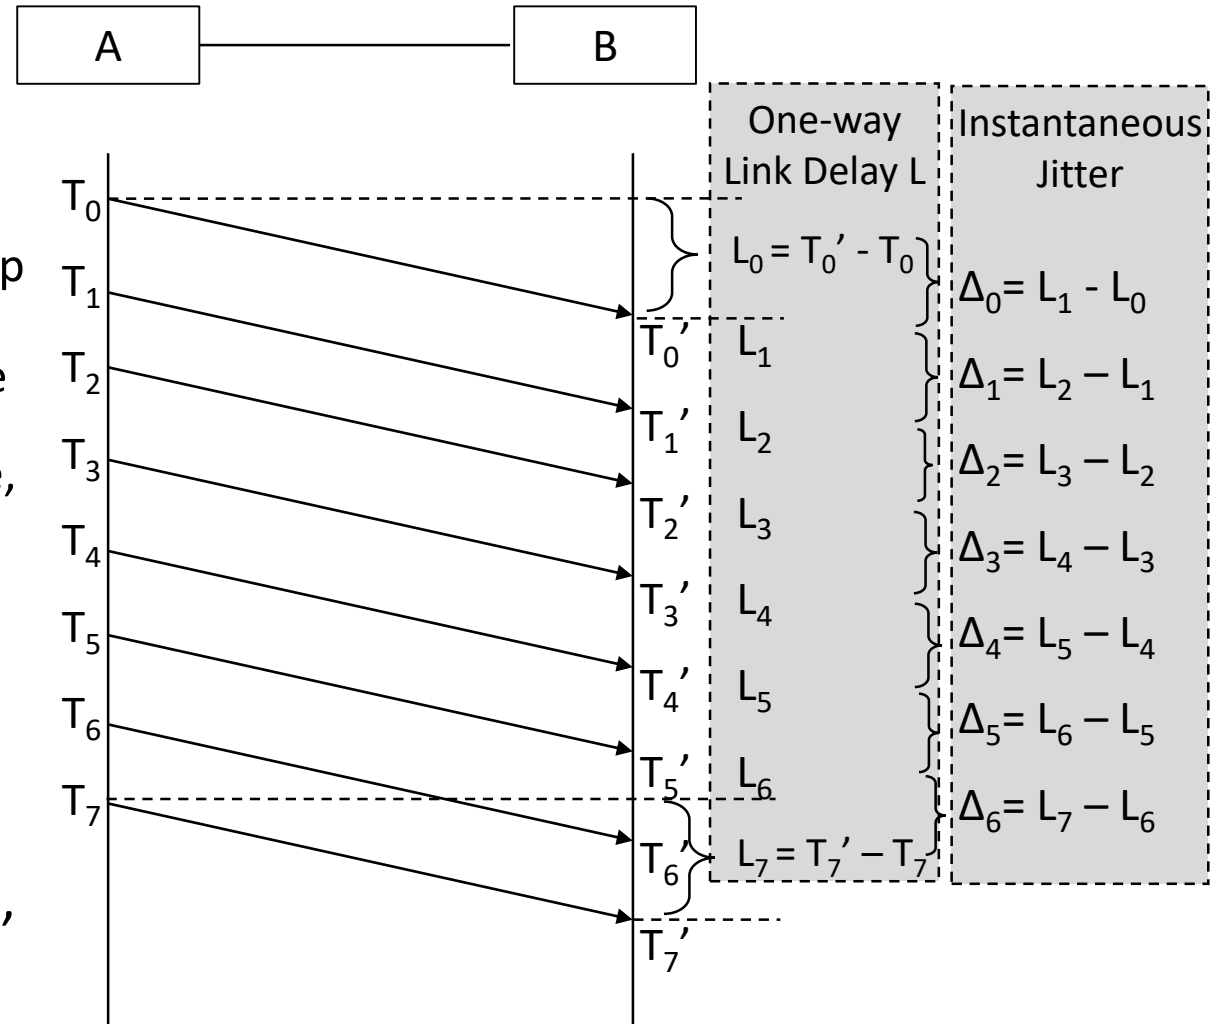 A
B
One-way
Link Delay L
Instantaneous
Jitter
T₀
L₀ = T₀′ - T₀
p
T₁
Δ₀= L₁ - L₀
T₀′
L₁
e
T₂
Δ₁= L₂ – L₁
T₁′
L₂
T₃
Δ₂= L₃ – L₂
e,
T₂′
L₃
T₄
Δ₃= L₄ – L₃
T₃′
L₄
T₅
Δ₄= L₅ – L₄
T₄′
L₅
T₆
Δ₅= L₆ – L₅
T₅′
L₆
T₇
Δ₆= L₇ – L₆
T₆′
L₇ = T₇′ – T₇
,
T₇′